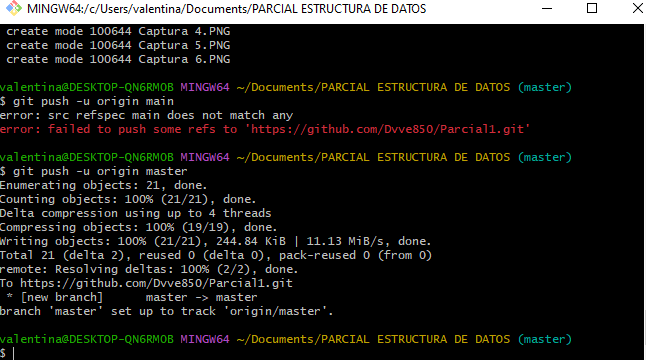 MINGW64:/c/Users/valentina/Documents/PARCIAL ESTRUCTURA DE DATOS
create mode 100644 Captura 4.PNG
create mode 100644 Captura 5.PNG
create mode 100644 Captura 6.PNG
valentina@DESKTOP-QN6RMOB MINGW64 ~/Documents/PARCIAL ESTRUCTURA DE DATOS (master)
$ git push -u origin main
error: src refspec main does not match any
error: failed to push some refs to 'https://github.com/Dvve850/Parcial1.git'
valentina@DESKTOP-QN6RMOB MINGW64 ~/Documents/PARCIAL ESTRUCTURA DE DATOS (master)
$ git push -u origin master
Enumerating objects: 21, done.
Counting objects: 100% (21/21), done.
Delta compression using up to 4 threads
Compressing objects: 100% (19/19), done.
Writing objects: 100% (21/21), 244.84 KiB | 11.13 MiB/s, done.
Total 21 (delta 2), reused 0 (delta 0), pack-reused 0 (from 0)
remote: Resolving deltas: 100% (2/2), done.
To https://github.com/Dvve850/Parcial1.git
 * [new branch]      master -> master
branch 'master' set up to track 'origin/master'.
valentina@DESKTOP-QN6RMOB MINGW64 ~/Documents/PARCIAL ESTRUCTURA DE DATOS (master)
$